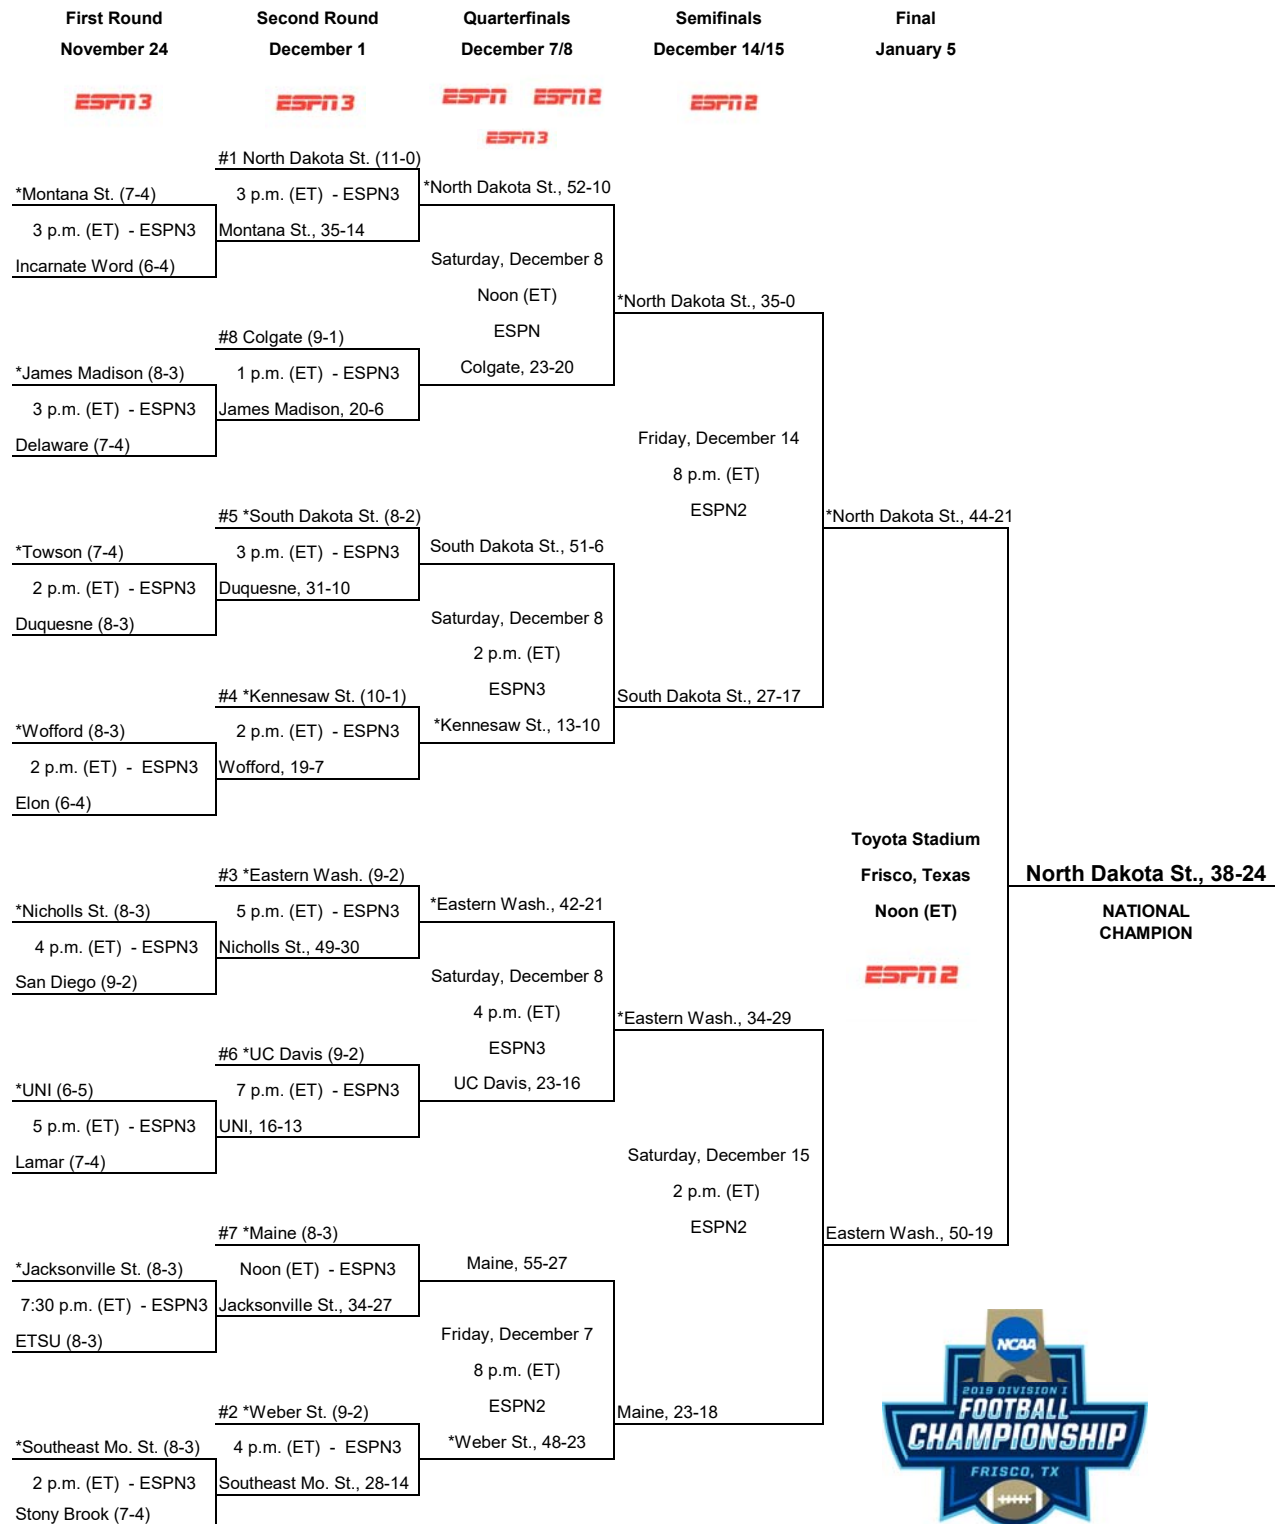 First Round
Second Round
Quarterfinals
Semifinals
Final
November 24
December 1
December 7/8
December 14/15
January 5
ESPN3
ESPN3
ESPN
ESPN2
ESPN2
ESPN3
*Montana St. (7-4)
3 p.m. (ET)  - ESPN3
Incarnate Word (6-4)
*James Madison (8-3)
3 p.m. (ET)  - ESPN3
Delaware (7-4)
*Towson (7-4)
2 p.m. (ET)  - ESPN3
Duquesne (8-3)
*Wofford (8-3)
2 p.m. (ET)  -  ESPN3
Elon (6-4)
*Nicholls St. (8-3)
4 p.m. (ET)  - ESPN3
San Diego (9-2)
*UNI (6-5)
5 p.m. (ET)  - ESPN3
Lamar (7-4)
*Jacksonville St. (8-3)
7:30 p.m. (ET)  - ESPN3
ETSU (8-3)
*Southeast Mo. St. (8-3)
2 p.m. (ET)  - ESPN3
Stony Brook (7-4)
#1 North Dakota St. (11-0)
3 p.m. (ET)  - ESPN3
Montana St., 35-14
#8 Colgate (9-1)
1 p.m. (ET)  - ESPN3
James Madison, 20-6
#5 *South Dakota St. (8-2)
3 p.m. (ET)  - ESPN3
Duquesne, 31-10
#4 *Kennesaw St. (10-1)
2 p.m. (ET)  - ESPN3
Wofford, 19-7
#3 *Eastern Wash. (9-2)
5 p.m. (ET)  - ESPN3
Nicholls St., 49-30
#6 *UC Davis (9-2)
7 p.m. (ET)  - ESPN3
UNI, 16-13
#7 *Maine (8-3)
Noon (ET)  - ESPN3
Jacksonville St., 34-27
#2 *Weber St. (9-2)
4 p.m. (ET)  -  ESPN3
Southeast Mo. St., 28-14
*North Dakota St., 52-10
Saturday, December 8
Noon (ET)
ESPN
Colgate, 23-20
South Dakota St., 51-6
Saturday, December 8
2 p.m. (ET)
ESPN3
*Kennesaw St., 13-10
*Eastern Wash., 42-21
Saturday, December 8
4 p.m. (ET)
ESPN3
UC Davis, 23-16
Maine, 55-27
Friday, December 7
8 p.m. (ET)
ESPN2
*Weber St., 48-23
*North Dakota St., 35-0
Friday, December 14
8 p.m. (ET)
ESPN2
South Dakota St., 27-17
*Eastern Wash., 34-29
Saturday, December 15
2 p.m. (ET)
ESPN2
Maine, 23-18
*North Dakota St., 44-21
Toyota Stadium
Frisco, Texas
Noon (ET)
ESPN2
Eastern Wash., 50-19
North Dakota St., 38-24
NATIONAL
CHAMPION
NCAA
2019 DIVISION I
FOOTBALL
CHAMPIONSHIP
FRISCO, TX